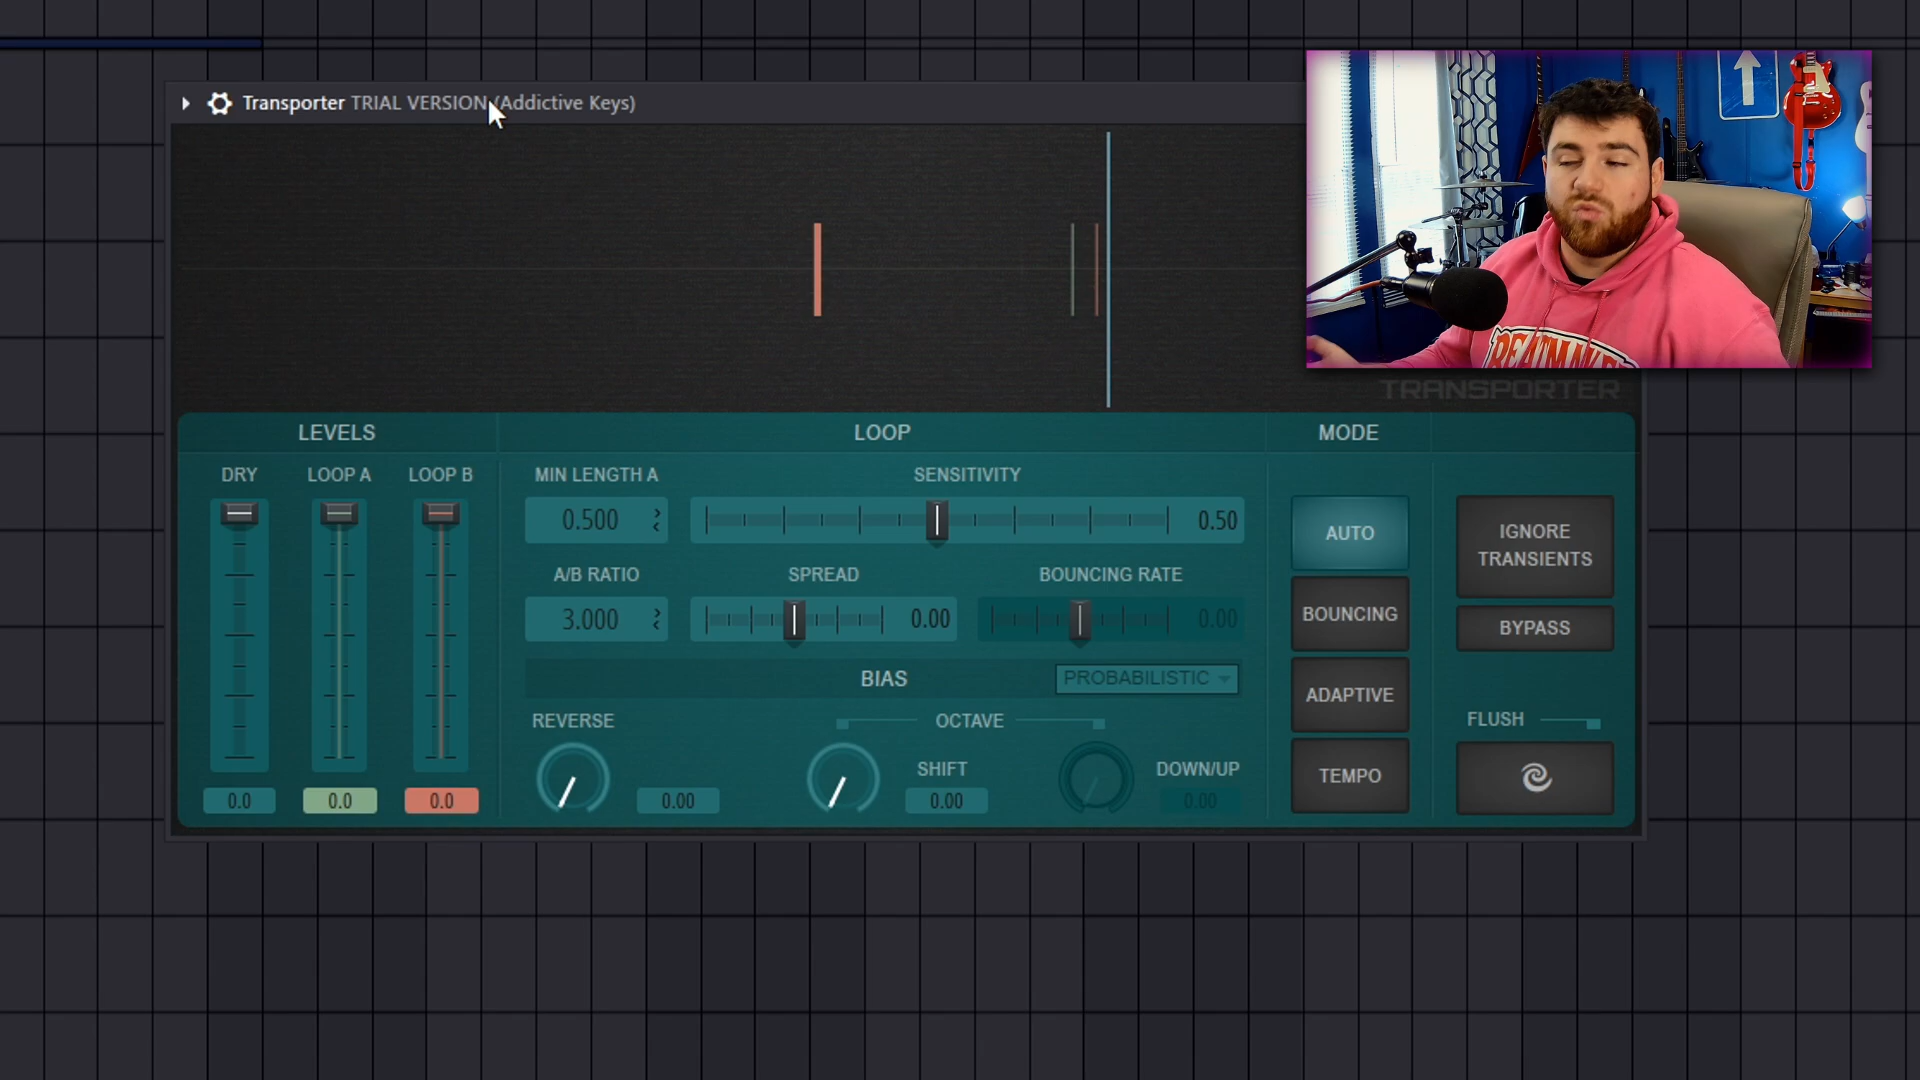 Transporter TRIAL VERSION (Addictive Keys)
TRANSPORTER
LEVELS
LOOP
MODE
DRY
LOOP A
LOOP B
MIN LENGTH A
SENSITIVITY
0.500
0.50
AUTO
IGNORE
TRANSIENTS
A/B RATIO
SPREAD
BOUNCING RATE
3.000
0.00
0.00
BOUNCING
BYPASS
BIAS
PROBABILISTIC
ADAPTIVE
REVERSE
OCTAVE
FLUSH
SHIFT
DOWN/UP
TEMPO
0.0
0.0
0.0
0.00
0.00
0.00